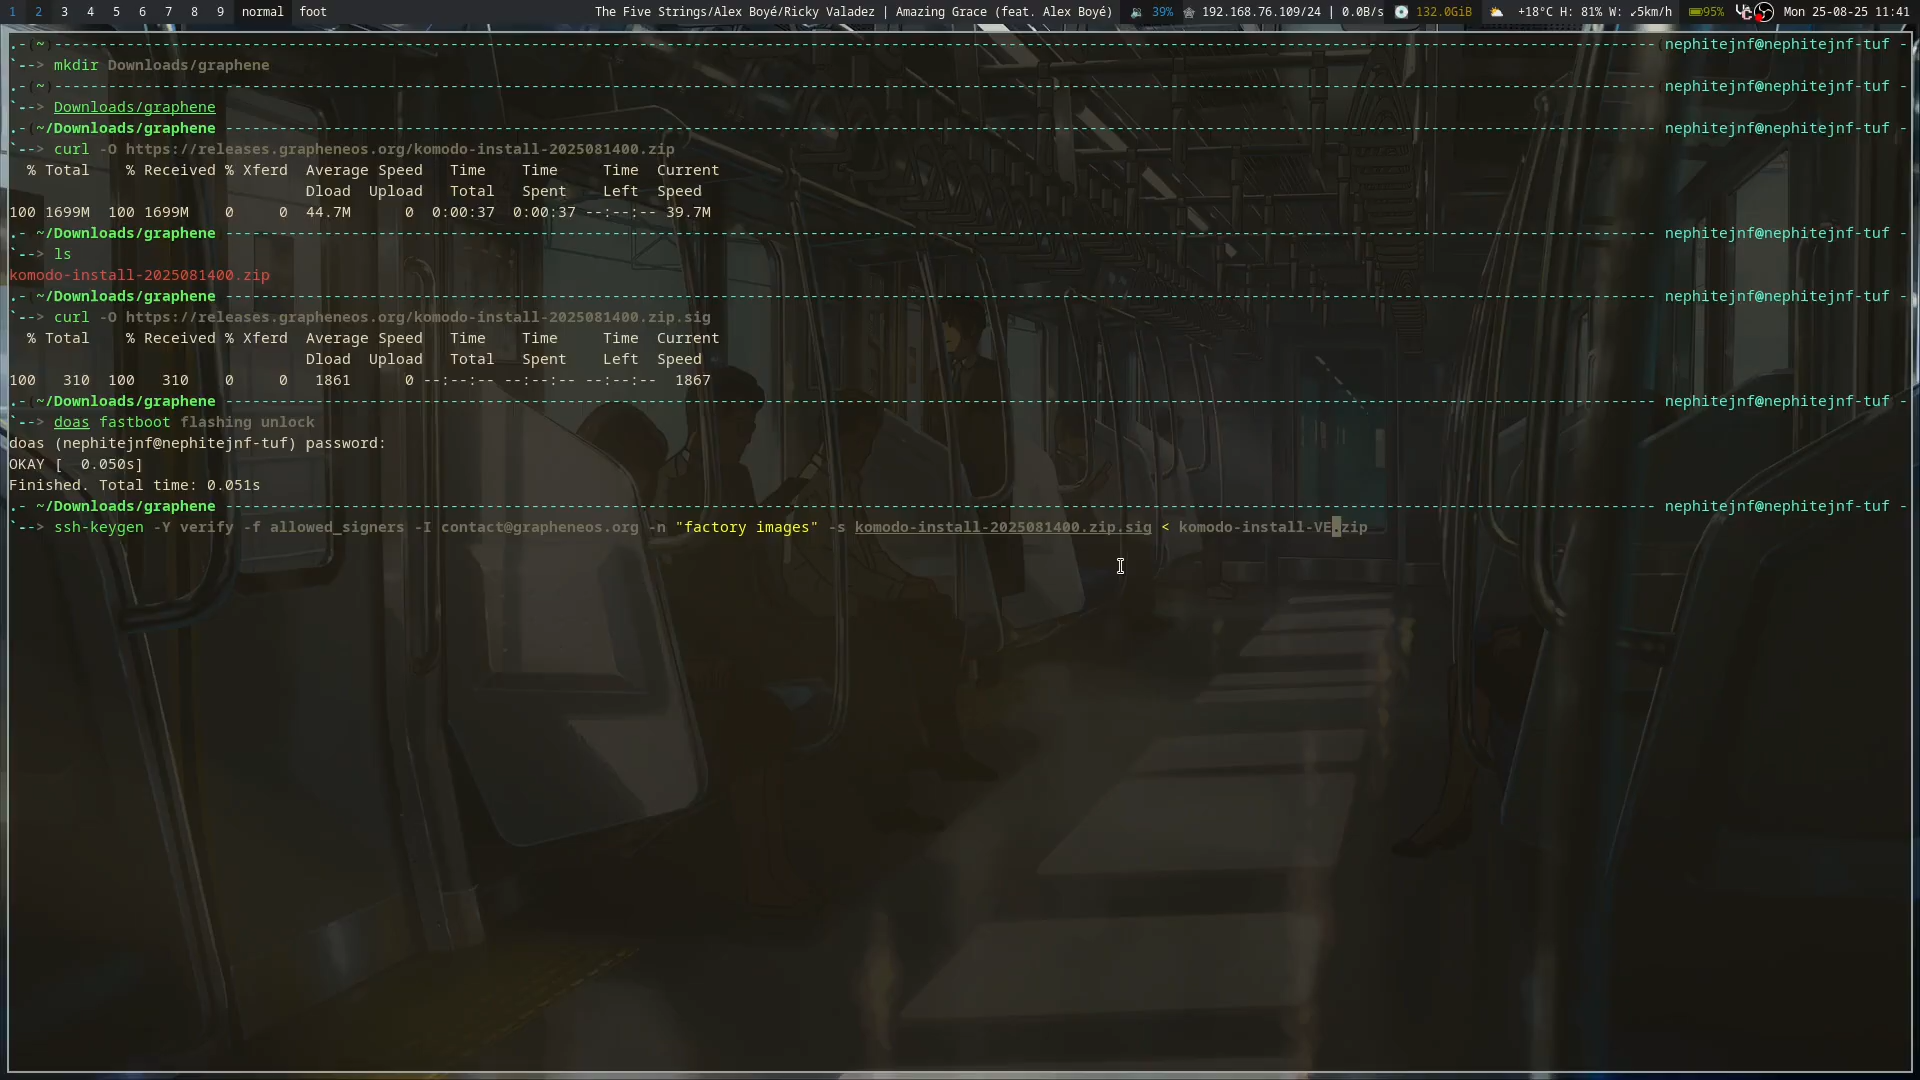 1 2 3 4 5 6 7 8 9 normal foot The Five Strings/Alex Boyé/Ricky Valadez | Amazing Grace (feat. Alex Boyé) 39% 192.168.76.109/24 | 0.0B/s 132.0GiB +18°C H: 81% W: ↙5km/h 95% Mon 25-08-25 11:41
.-(~)------------------------------------------------------------(nephitejnf@nephitejnf-tuf -
`--> mkdir Downloads/graphene
.-(~)------------------------------------------------------------(nephitejnf@nephitejnf-tuf -
`--> Downloads/graphene
.-(~/Downloads/graphene ------------------------------------------------------------ nephitejnf@nephitejnf-tuf -
`--> curl -O https://releases.grapheneos.org/komodo-install-2025081400.zip
% Total % Received % Xferd Average Speed Time Time Time Current
Dload Upload Total Spent Left Speed
100 1699M 100 1699M 0 0 44.7M 0 0:00:37 0:00:37 --:--:-- 39.7M
.- ~/Downloads/graphene ------------------------------------------------------------ nephitejnf@nephitejnf-tuf -
`--> ls
komodo-install-2025081400.zip
.-(~/Downloads/graphene ------------------------------------------------------------ nephitejnf@nephitejnf-tuf -
`--> curl -O https://releases.grapheneos.org/komodo-install-2025081400.zip.sig
% Total % Received % Xferd Average Speed Time Time Time Current
Dload Upload Total Spent Left Speed
100 310 100 310 0 0 1861 0 --:--:-- --:--:-- --:--:-- 1867
.-(~/Downloads/graphene ------------------------------------------------------------ nephitejnf@nephitejnf-tuf -
`--> doas fastboot flashing unlock
doas (nephitejnf@nephitejnf-tuf) password:
OKAY [  0.050s]
Finished. Total time: 0.051s
.- ~/Downloads/graphene ------------------------------------------------------------ nephitejnf@nephitejnf-tuf -
`--> ssh-keygen -Y verify -f allowed_signers -I contact@grapheneos.org -n "factory images" -s komodo-install-2025081400.zip.sig < komodo-install-VE.zip